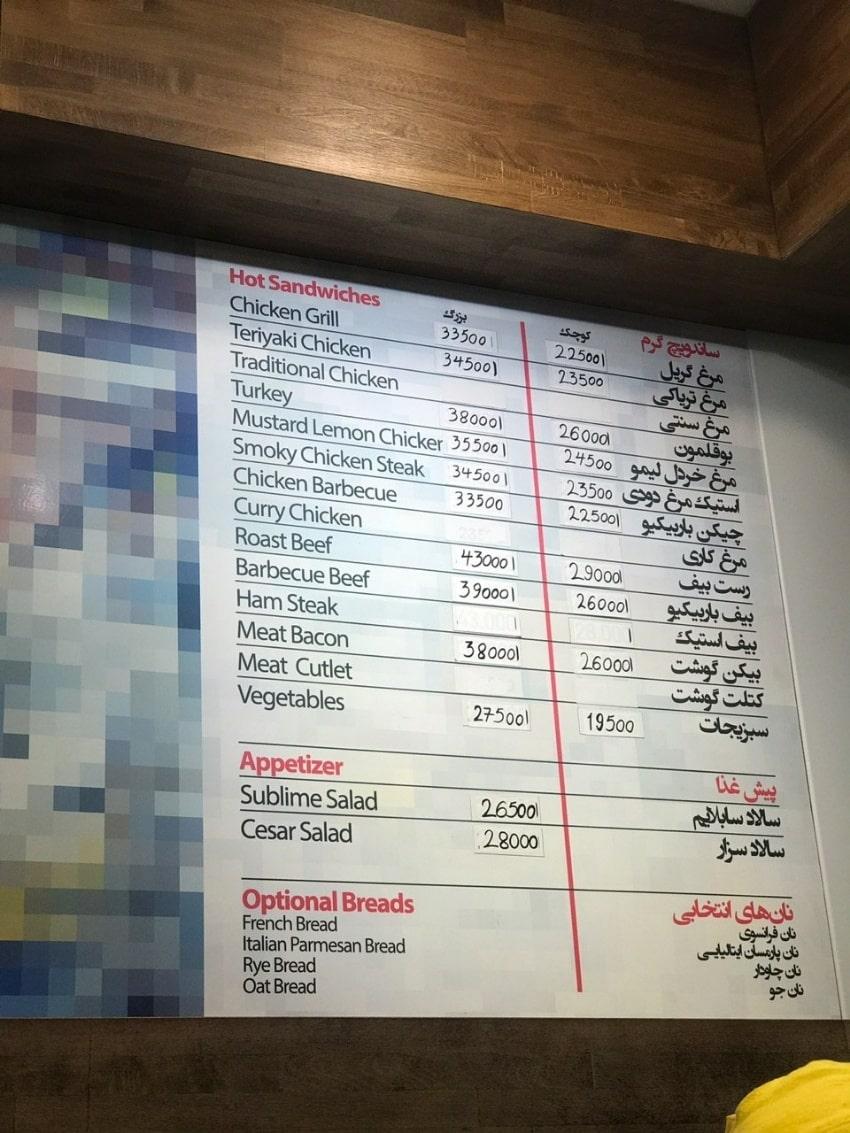 Hot Sandwiches بزرگ کوچک ساندویچ گرم
Chicken Grill 33500 22500 مرغ گریل
Teriyaki Chicken 34500 23500 مرغ تریاکی
Traditional Chicken مرغ سنتی
Turkey 38000 26000 بوقلمون
Mustard Lemon Chicken 35500 24500 مرغ خردل لیمو
Smoky Chicken Steak 34500 23500 استیک مرغ دودی
Chicken Barbecue 33500 22500 چیکن باربیکیو
Curry Chicken مرغ کاری
Roast Beef 43000 29000 رست بیف
Barbecue Beef 39000 26000 بیف باربیکیو
Ham Steak 43.000 28.000 بیف استیک
Meat Bacon 38000 26000 بیکن گوشت
Meat Cutlet کتلت گوشت
Vegetables 27500 19500 سبزیجات
Appetizer پیش غذا
Sublime Salad 26500 سالاد سابلایم
Cesar Salad 28000 سالاد سزار
Optional Breads نان‌های انتخابی
French Bread نان فرانسوی
Italian Parmesan Bread نان پارمسان ایتالیایی
Rye Bread نان چاودار
Oat Bread نان جو